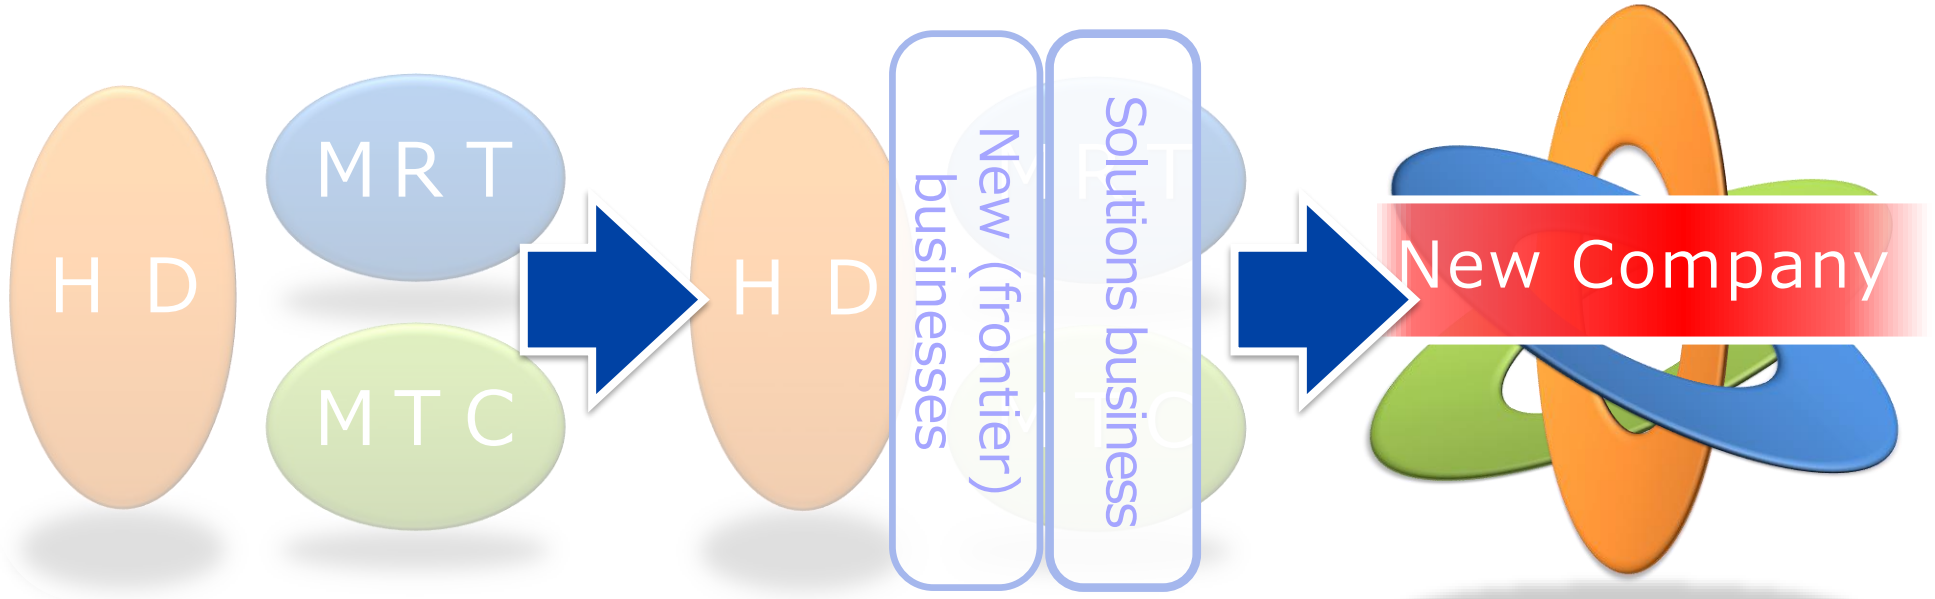 H D
M R T
M T C
H D
New (frontier)
businesses
M R T
M T C
Solutions business
New Company